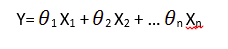 Y= θ₁ X₁ + θ₂ X₂ + ... θₙ Xₙ